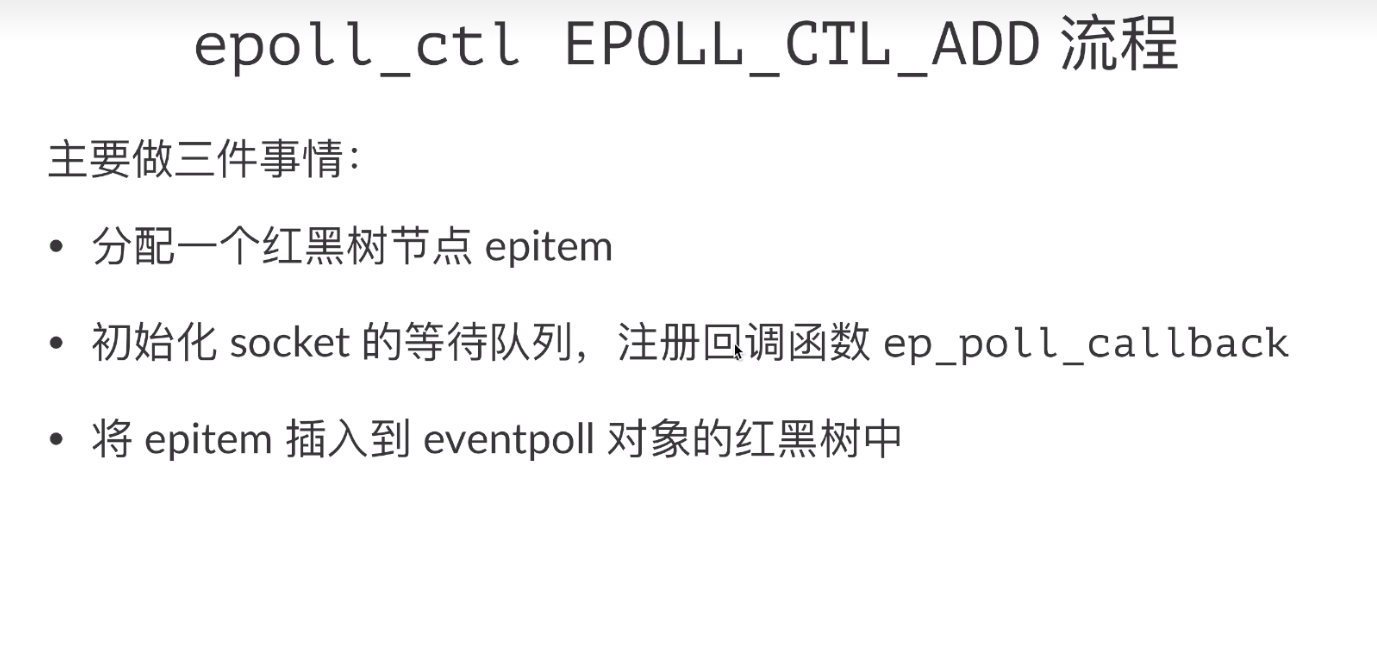 epoll_ctl EPOLL_CTL_ADD 流程
主要做三件事情：
• 分配一个红黑树节点 epitem
• 初始化 socket 的等待队列，注册回调函数 ep_poll_callback
• 将 epitem 插入到 eventpoll 对象的红黑树中